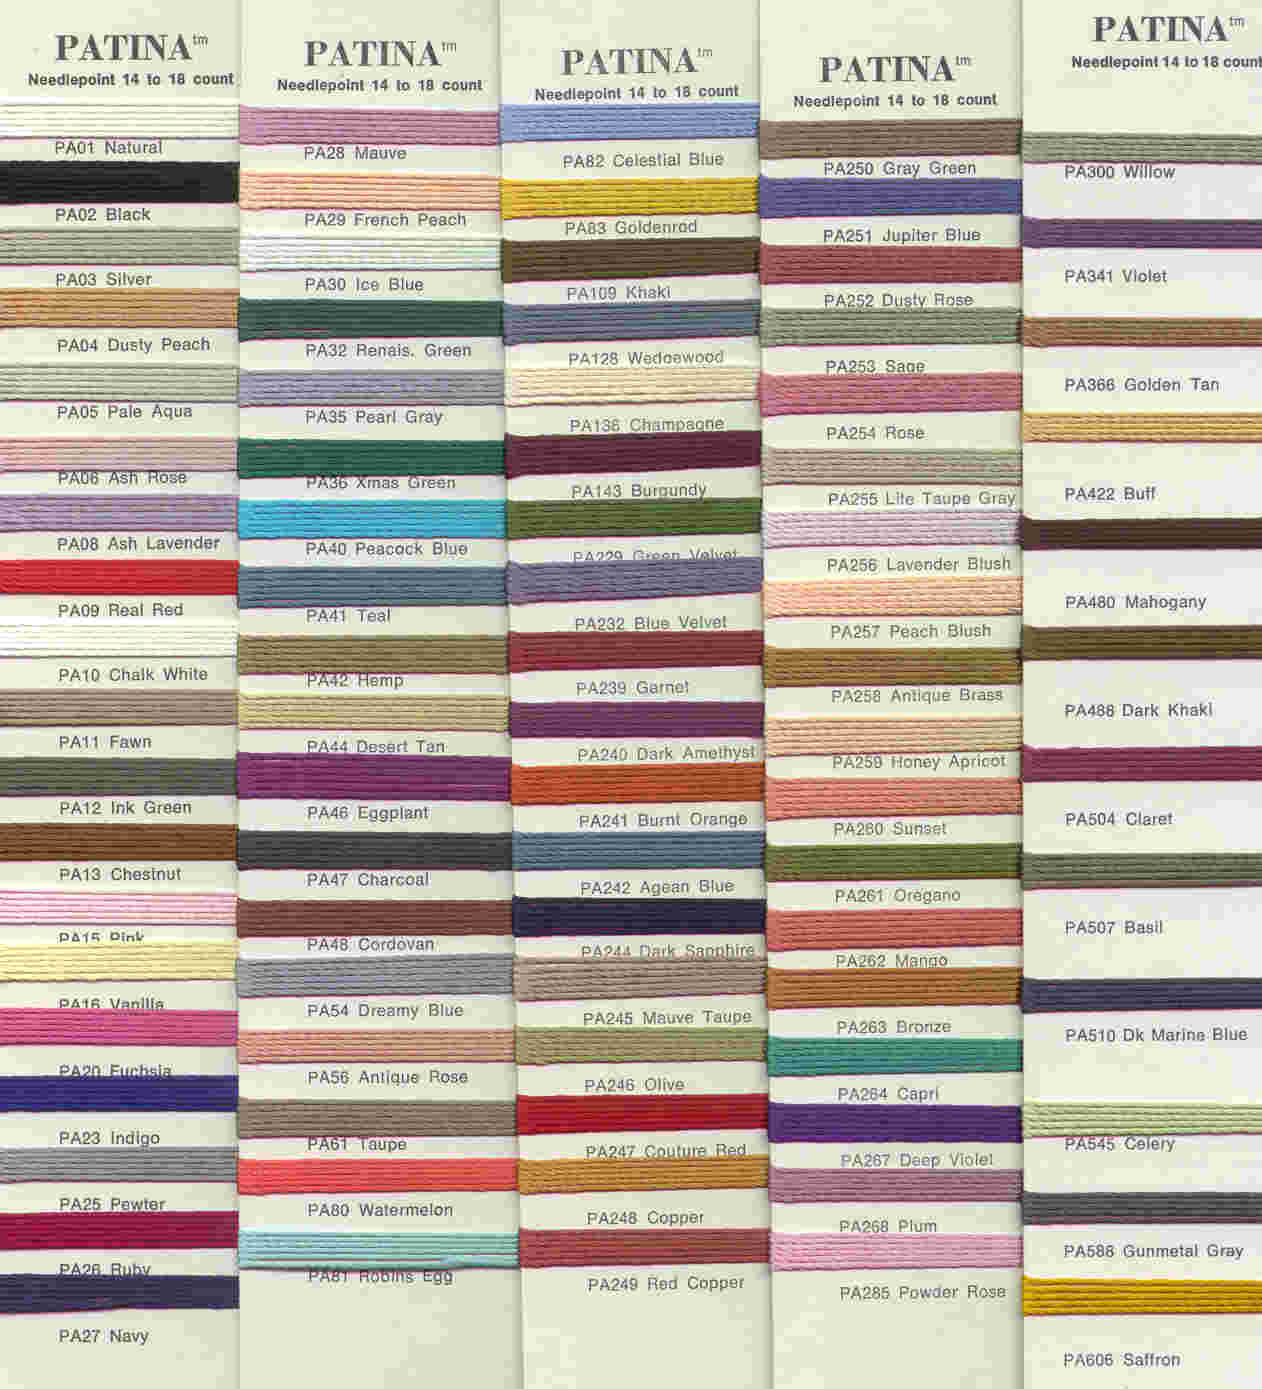 PATINA™
Needlepoint 14 to 18 count
PA01 Natural
PA02 Black
PA03 Silver
PA04 Dusty Peach
PA05 Pale Aqua
PA06 Ash Rose
PA08 Ash Lavender
PA09 Real Red
PA10 Chalk White
PA11 Fawn
PA12 Ink Green
PA13 Chestnut
PA15 Pink
PA16 Vanilla
PA20 Fuchsia
PA23 Indigo
PA25 Pewter
PA26 Ruby
PA27 Navy
PATINA™
Needlepoint 14 to 18 count
PA28 Mauve
PA29 French Peach
PA30 Ice Blue
PA32 Renais. Green
PA35 Pearl Gray
PA36 Xmas Green
PA40 Peacock Blue
PA41 Teal
PA42 Hemp
PA44 Desert Tan
PA46 Eggplant
PA47 Charcoal
PA48 Cordovan
PA54 Dreamy Blue
PA56 Antique Rose
PA61 Taupe
PA80 Watermelon
PA81 Robins Egg
PATINA™
Needlepoint 14 to 18 count
PA82 Celestial Blue
PA83 Goldenrod
PA109 Khaki
PA128 Wedgewood
PA136 Champagne
PA143 Burgundy
PA229 Green Velvet
PA232 Blue Velvet
PA239 Garnet
PA240 Dark Amethyst
PA241 Burnt Orange
PA242 Agean Blue
PA244 Dark Sapphire
PA245 Mauve Taupe
PA246 Olive
PA247 Couture Red
PA248 Copper
PA249 Red Copper
PATINA™
Needlepoint 14 to 18 count
PA250 Gray Green
PA251 Jupiter Blue
PA252 Dusty Rose
PA253 Sage
PA254 Rose
PA255 Lite Taupe Gray
PA256 Lavender Blush
PA257 Peach Blush
PA258 Antique Brass
PA259 Honey Apricot
PA260 Sunset
PA261 Oregano
PA262 Mango
PA263 Bronze
PA264 Capri
PA267 Deep Violet
PA268 Plum
PA285 Powder Rose
PATINA™
Needlepoint 14 to 18 count
PA300 Willow
PA341 Violet
PA366 Golden Tan
PA422 Buff
PA480 Mahogany
PA488 Dark Khaki
PA504 Claret
PA507 Basil
PA510 Dk Marine Blue
PA545 Celery
PA588 Gunmetal Gray
PA606 Saffron